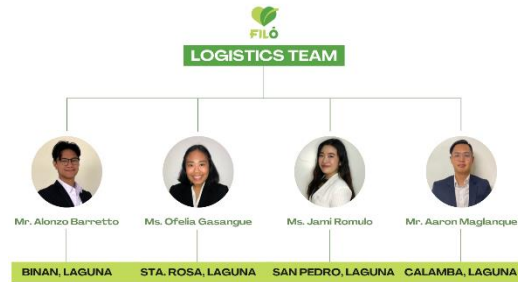 FILÓ
LOGISTICS TEAM
Mr. Alonzo Barretto
Ms. Ofelia Gasangue
Ms. Jami Romulo
Mr. Aaron Maglanque
BINAN, LAGUNA
STA. ROSA, LAGUNA
SAN PEDRO, LAGUNA
CALAMBA, LAGUNA